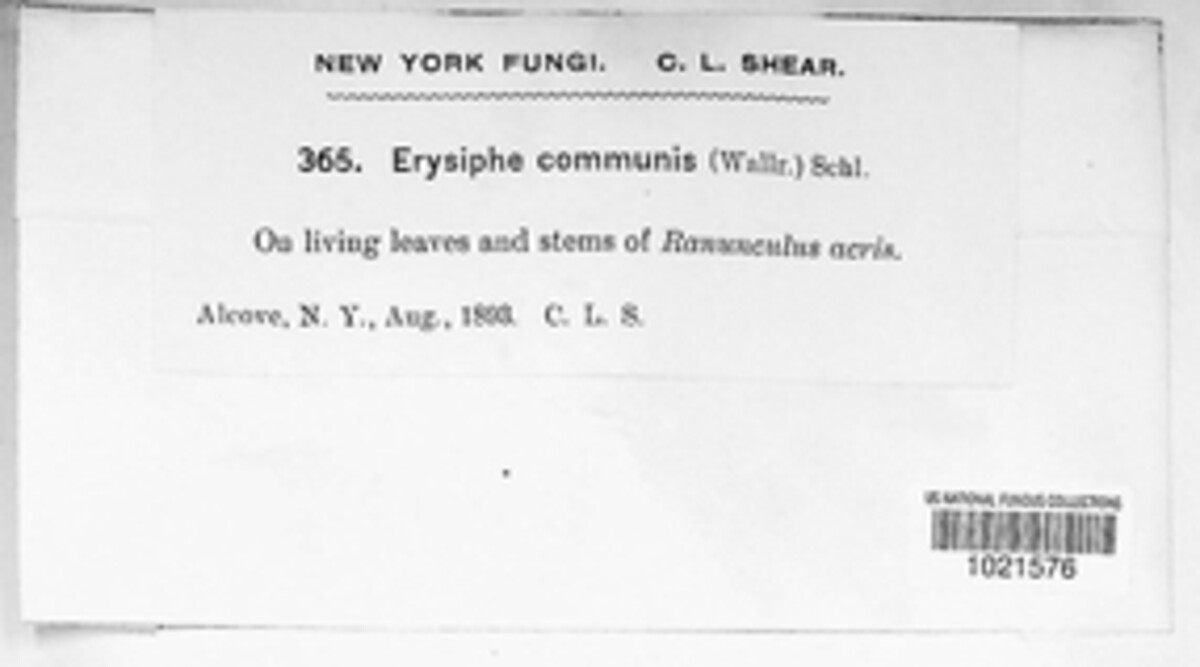 NEW YORK FUNGI. C. L. SHEAR.
365. Erysiphe communis (Wallr.) Schl.
On living leaves and stems of Ranunculus acris.
Alcove, N. Y., Aug., 1893. C. L. S.
US NATIONAL FUNGUS COLLECTIONS
1021576